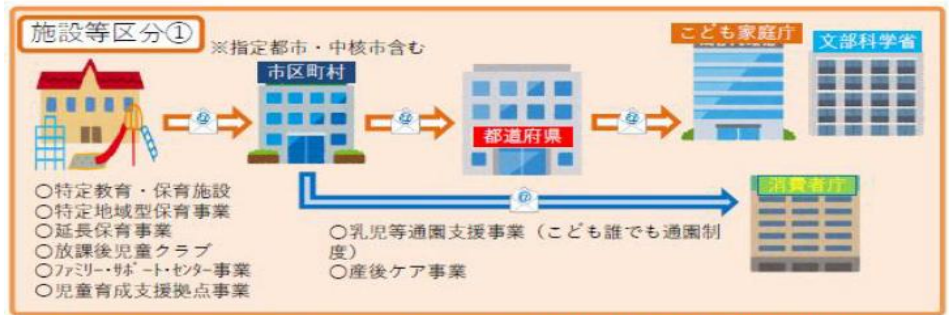 施設等区分①
※指定都市・中核市含む
市区町村
都道府県
こども家庭庁
文部科学省
消費者庁
○特定教育・保育施設
○特定地域型保育事業
○延長保育事業
○放課後児童クラブ
○ﾌｧﾐﾘｰ・ｻﾎﾟｰﾄ・ｾﾝﾀｰ事業
○児童育成支援拠点事業
○乳児等通園支援事業（こども誰でも通園制
度）
○産後ケア事業